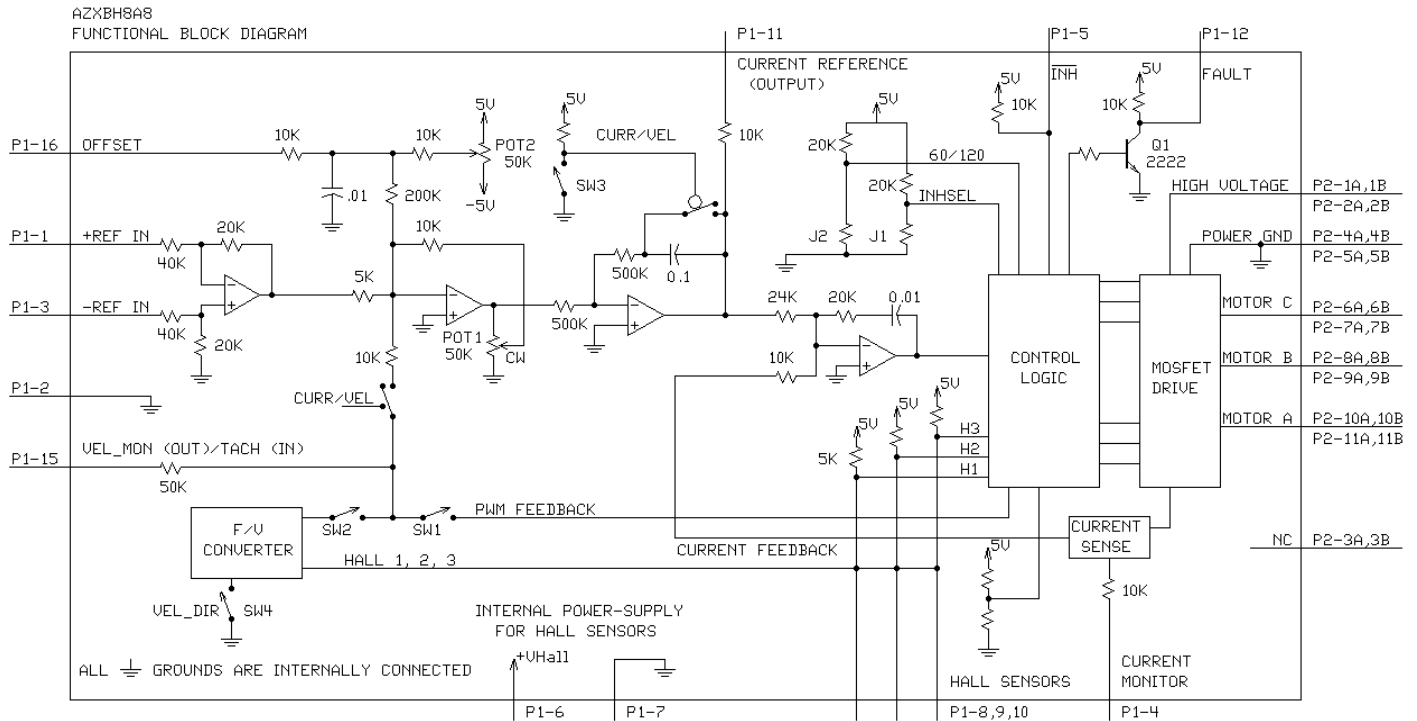 AZXBH8A8
FUNCTIONAL BLOCK DIAGRAM
P1-11
P1-5
P1-12
CURRENT REFERENCE
(OUTPUT)
5V
INH
10K
5V
FAULT
10K
P1-16
OFFSET
10K
10K
5V
POT2
50K
-5V
.01
200K
5V
CURR/VEL
SW3
10K
5V
20K
60/120
20K
INHSEL
J2
J1
Q1
2222
HIGH VOLTAGE
P2-1A,1B
P2-2A,2B
P1-1
+REF IN
40K
20K
10K
500K
0.1
POWER GND
P2-4A,4B
P2-5A,5B
5K
P1-3
-REF IN
40K
20K
POT1
50K
CW
500K
24K
20K
0.01
10K
CONTROL
LOGIC
MOSFET
DRIVE
MOTOR C
P2-6A,6B
P2-7A,7B
MOTOR B
P2-8A,8B
P2-9A,9B
MOTOR A
P2-10A,10B
P2-11A,11B
10K
P1-2
CURR/VEL
5V
5V
5V
5K
H3
H2
H1
P1-15
VEL_MON (OUT)/TACH (IN)
50K
F/V
CONVERTER
SW2
SW1
PWM FEEDBACK
CURRENT FEEDBACK
CURRENT
SENSE
NC
P2-3A,3B
HALL 1, 2, 3
5V
10K
VEL_DIR
SW4
INTERNAL POWER-SUPPLY
FOR HALL SENSORS
+VHall
ALL GROUNDS ARE INTERNALLY CONNECTED
HALL SENSORS
CURRENT
MONITOR
P1-6
P1-7
P1-8,9,10
P1-4